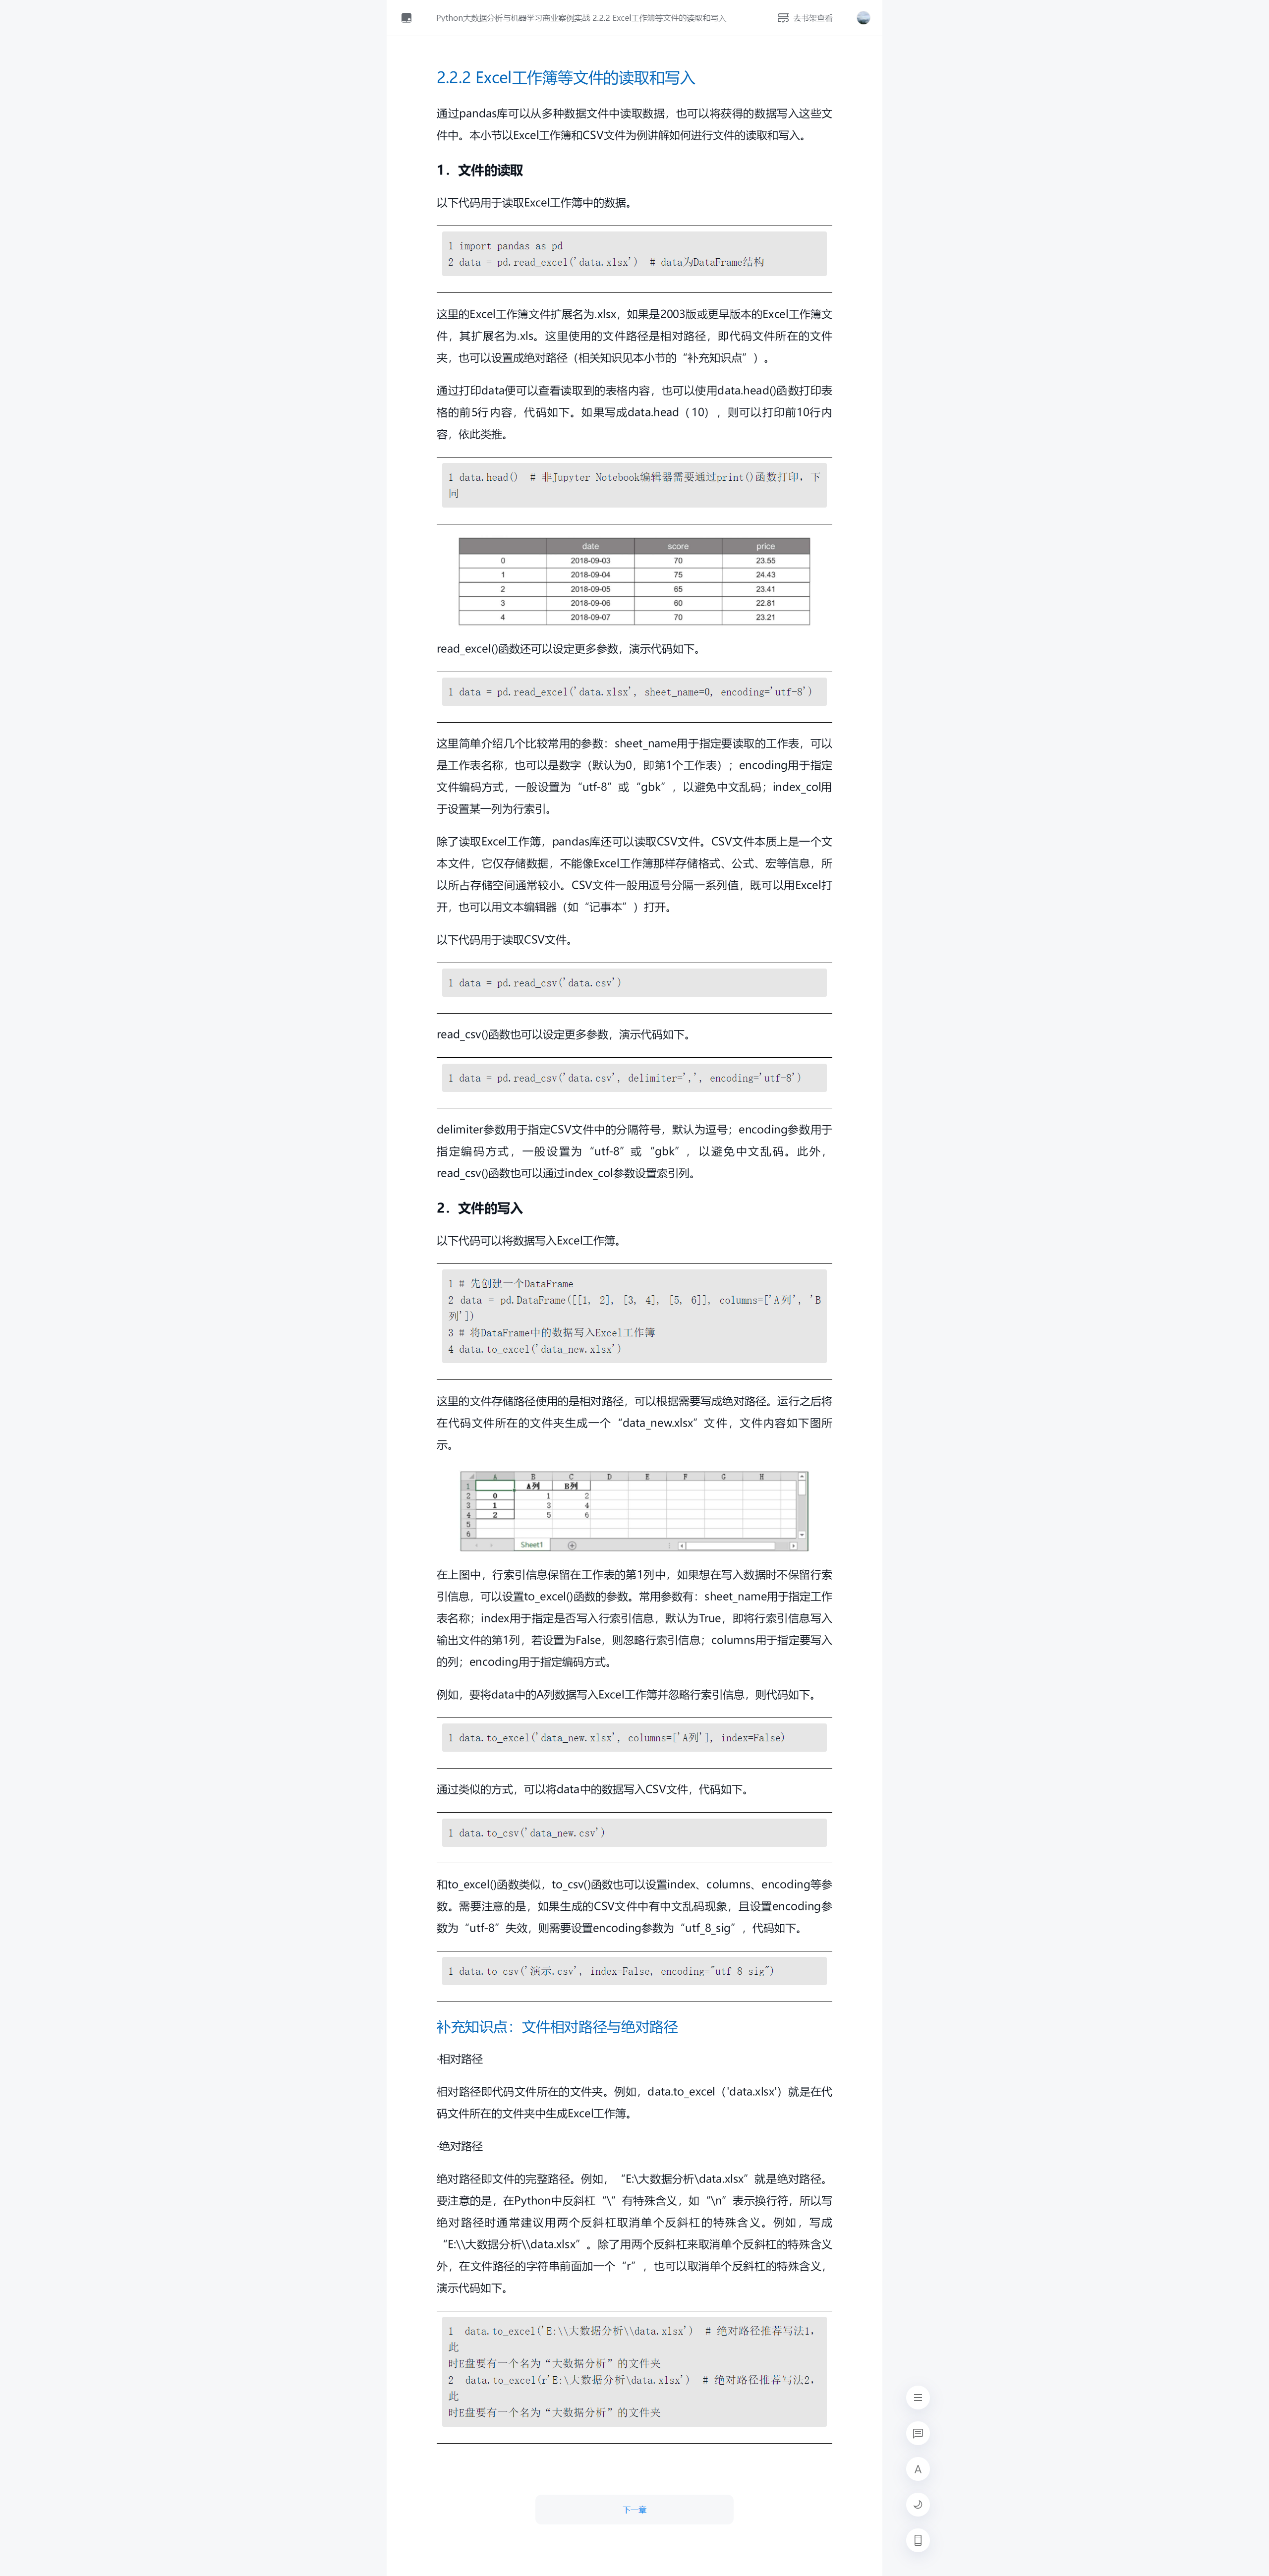 Python大数据分析与机器学习商业案例实战 2.2.2 Excel工作簿等文件的读取和写入
去书架查看
2.2.2 Excel工作簿等文件的读取和写入
通过pandas库可以从多种数据文件中读取数据，也可以将获得的数据写入这些文
件中。本小节以Excel工作簿和CSV文件为例讲解如何进行文件的读取和写入。
1．文件的读取
以下代码用于读取Excel工作簿中的数据。
1 import pandas as pd
2 data = pd.read_excel('data.xlsx')  # data为DataFrame结构
这里的Excel工作簿文件扩展名为.xlsx，如果是2003版或更早版本的Excel工作簿文
件，其扩展名为.xls。这里使用的文件路径是相对路径，即代码文件所在的文件
夹，也可以设置成绝对路径（相关知识见本小节的“补充知识点”）。
通过打印data便可以查看读取到的表格内容，也可以使用data.head()函数打印表
格的前5行内容，代码如下。如果写成data.head（10），则可以打印前10行内
容，依此类推。
1 data.head()  # 非Jupyter Notebook编辑器需要通过print()函数打印，下
同
date score price
0 2018-09-03 70 23.55
1 2018-09-04 75 24.43
2 2018-09-05 65 23.41
3 2018-09-06 60 22.81
4 2018-09-07 70 23.21
read_excel()函数还可以设定更多参数，演示代码如下。
1 data = pd.read_excel('data.xlsx', sheet_name=0, encoding='utf-8')
这里简单介绍几个比较常用的参数：sheet_name用于指定要读取的工作表，可以
是工作表名称，也可以是数字（默认为0，即第1个工作表）；encoding用于指定
文件编码方式，一般设置为“utf-8”或“gbk”，以避免中文乱码；index_col用
于设置某一列为行索引。
除了读取Excel工作簿，pandas库还可以读取CSV文件。CSV文件本质上是一个文
本文件，它仅存储数据，不能像Excel工作簿那样存储格式、公式、宏等信息，所
以所占存储空间通常较小。CSV文件一般用逗号分隔一系列值，既可以用Excel打
开，也可以用文本编辑器（如“记事本”）打开。
以下代码用于读取CSV文件。
1 data = pd.read_csv('data.csv')
read_csv()函数也可以设定更多参数，演示代码如下。
1 data = pd.read_csv('data.csv', delimiter=',', encoding='utf-8')
delimiter参数用于指定CSV文件中的分隔符号，默认为逗号；encoding参数用于
指定编码方式，一般设置为“utf-8”或“gbk”，以避免中文乱码。此外，
read_csv()函数也可以通过index_col参数设置索引列。
2．文件的写入
以下代码可以将数据写入Excel工作簿。
1 # 先创建一个DataFrame
2 data = pd.DataFrame([[1, 2], [3, 4], [5, 6]], columns=['A列', 'B
列'])
3 # 将DataFrame中的数据写入Excel工作簿
4 data.to_excel('data_new.xlsx')
这里的文件存储路径使用的是相对路径，可以根据需要写成绝对路径。运行之后将
在代码文件所在的文件夹生成一个“data_new.xlsx”文件，文件内容如下图所
示。
A B C D E F G H
1 A列 B列
2 0 1 2
3 1 3 4
4 2 5 6
5
6
Sheet1
在上图中，行索引信息保留在工作表的第1列中，如果想在写入数据时不保留行索
引信息，可以设置to_excel()函数的参数。常用参数有：sheet_name用于指定工作
表名称；index用于指定是否写入行索引信息，默认为True，即将行索引信息写入
输出文件的第1列，若设置为False，则忽略行索引信息；columns用于指定要写入
的列；encoding用于指定编码方式。
例如，要将data中的A列数据写入Excel工作簿并忽略行索引信息，则代码如下。
1 data.to_excel('data_new.xlsx', columns=['A列'], index=False)
通过类似的方式，可以将data中的数据写入CSV文件，代码如下。
1 data.to_csv('data_new.csv')
和to_excel()函数类似，to_csv()函数也可以设置index、columns、encoding等参
数。需要注意的是，如果生成的CSV文件中有中文乱码现象，且设置encoding参
数为“utf-8”失效，则需要设置encoding参数为“utf_8_sig”，代码如下。
1 data.to_csv('演示.csv', index=False, encoding="utf_8_sig")
补充知识点：文件相对路径与绝对路径
·相对路径
相对路径即代码文件所在的文件夹。例如，data.to_excel（'data.xlsx'）就是在代
码文件所在的文件夹中生成Excel工作簿。
·绝对路径
绝对路径即文件的完整路径。例如，“E:\大数据分析\data.xlsx”就是绝对路径。
要注意的是，在Python中反斜杠“\”有特殊含义，如“\n”表示换行符，所以写
绝对路径时通常建议用两个反斜杠取消单个反斜杠的特殊含义。例如，写成
“E:\\大数据分析\\data.xlsx”。除了用两个反斜杠来取消单个反斜杠的特殊含义
外，在文件路径的字符串前面加一个“r”，也可以取消单个反斜杠的特殊含义，
演示代码如下。
1  data.to_excel('E:\\大数据分析\\data.xlsx')  # 绝对路径推荐写法1，
此
时E盘要有一个名为“大数据分析”的文件夹
2  data.to_excel(r'E:\大数据分析\data.xlsx')  # 绝对路径推荐写法2，
此
时E盘要有一个名为“大数据分析”的文件夹
A
下一章